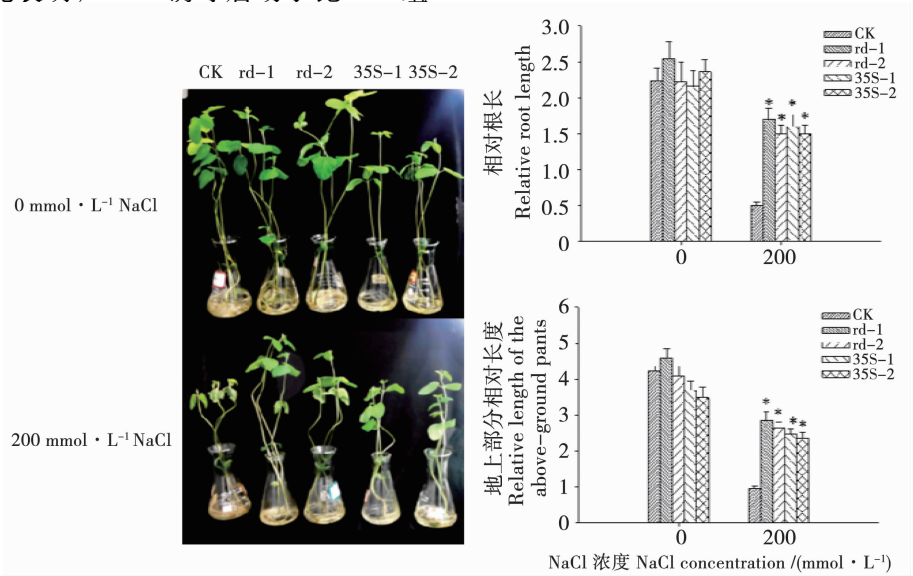 CK rd-1 rd-2 35S-1 35S-2
0 mmol·L⁻¹ NaCl
200 mmol·L⁻¹ NaCl
相对根长
Relative root length
3.0
2.5
2.0
1.5
1.0
0.5
0
CK
rd-1
rd-2
35S-1
35S-2
*
*
*
*
0 200
地上部分相对长度
Relative length of the
above-ground pants
6
5
4
3
2
1
0
CK
rd-1
rd-2
35S-1
35S-2
*
*
*
*
0 200
NaCl 浓度 NaCl concentration /(mmol·L⁻¹)